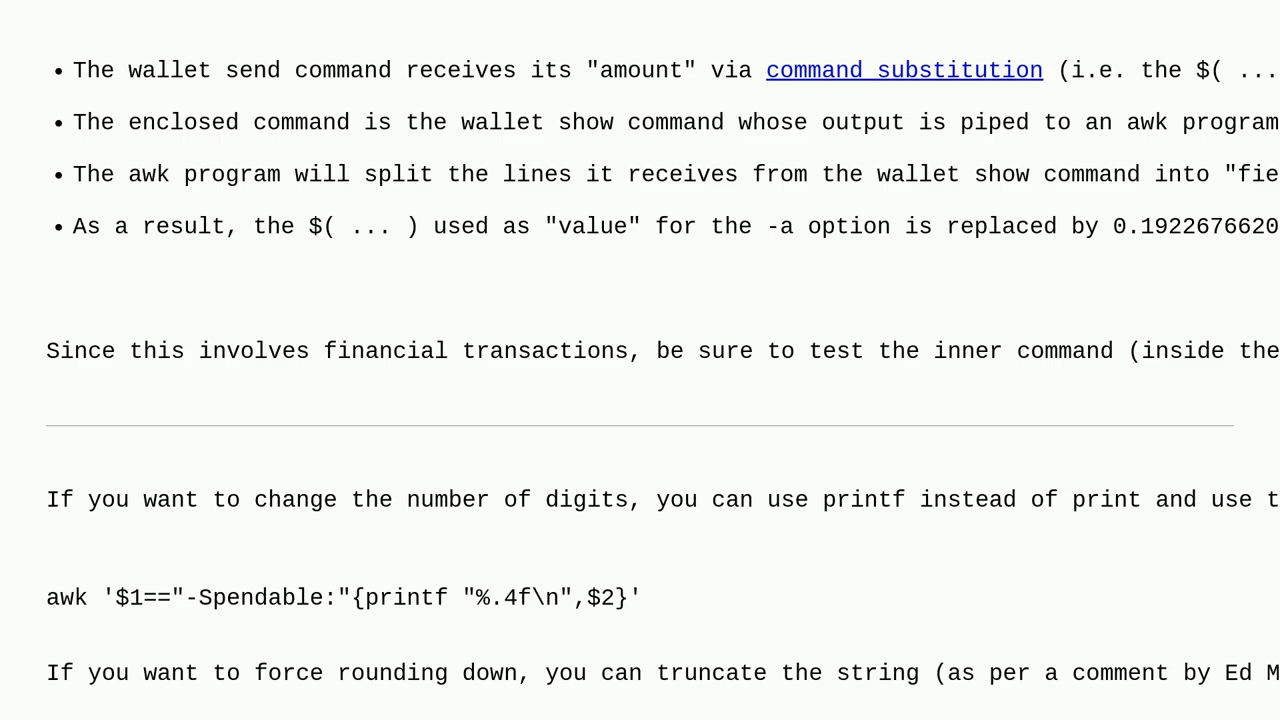 • The wallet send command receives its "amount" via command substitution (i.e. the $( ...
• The enclosed command is the wallet show command whose output is piped to an awk program
• The awk program will split the lines it receives from the wallet show command into "fie
• As a result, the $( ... ) used as "value" for the -a option is replaced by 0.1922676620
Since this involves financial transactions, be sure to test the inner command (inside the
If you want to change the number of digits, you can use printf instead of print and use t
awk '$1=="-Spendable:"{printf "%.4f\n",$2}'
If you want to force rounding down, you can truncate the string (as per a comment by Ed M